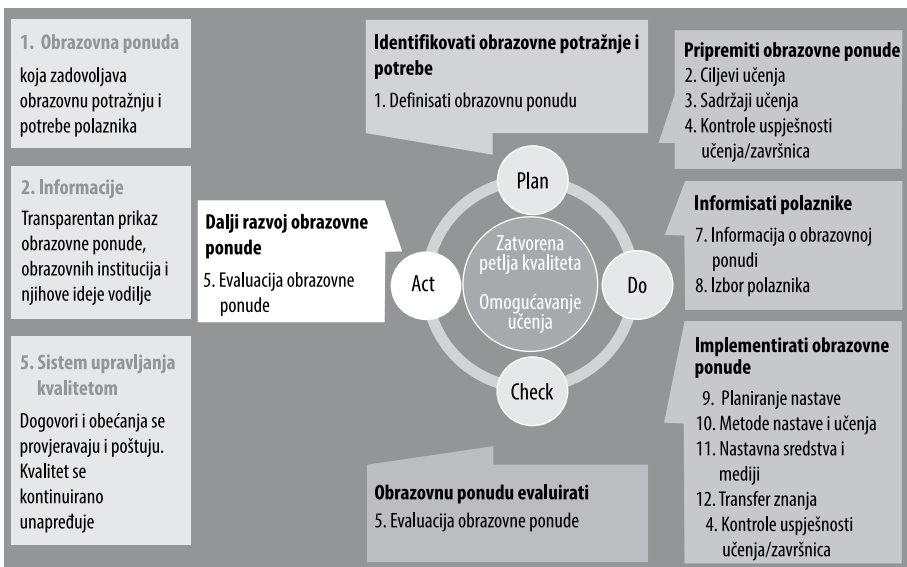 1. Obrazovna ponuda
koja zadovoljava
obrazovnu potražnju i
potrebe polaznika
2. Informacije
Transparentan prikaz
obrazovne ponude,
obrazovnih institucija i
njihove ideje vodilje
5. Sistem upravljanja
kvalitetom
Dogovori i obećanja se
provjeravaju i poštuju.
Kvalitet se
kontinuirano
unapređuje
Identifikovati obrazovne potražnje i
potrebe
1. Definisati obrazovnu ponudu
Pripremiti obrazovne ponude
2. Ciljevi učenja
3. Sadržaji učenja
4. Kontrole uspješnosti
učenja/završnica
Dalji razvoj obrazovne
ponude
5. Evaluacija obrazovne
ponude
Plan
Act
Zatvorena
petlja kvaliteta
Omogućavanje
učenja
Do
Check
Informisati polaznike
7. Informacija o obrazovnoj
ponudi
8. Izbor polaznika
Implementirati obrazovne
ponude
9. Planiranje nastave
10. Metode nastave i učenja
11. Nastavna sredstva i
mediji
12. Transfer znanja
4. Kontrole uspješnosti
učenja/završnica
Obrazovnu ponudu evaluirati
5. Evaluacija obrazovne ponude